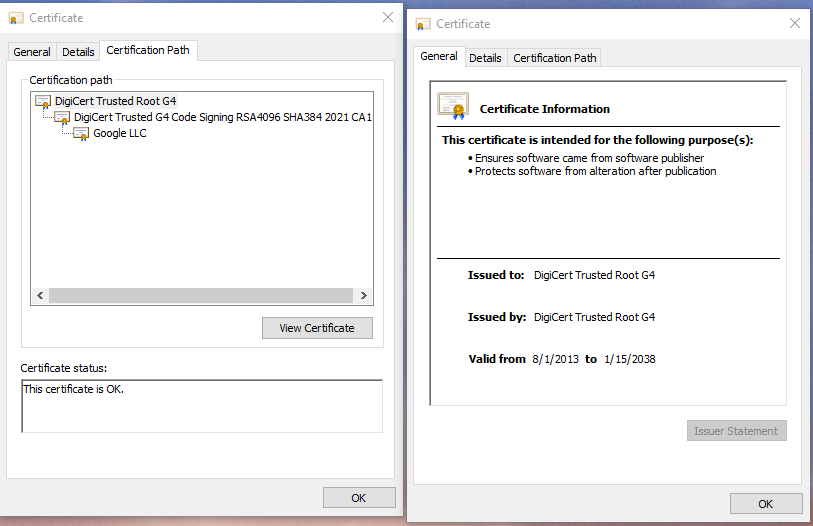 Certificate
General
Details
Certification Path
Certification path
DigiCert Trusted Root G4
DigiCert Trusted G4 Code Signing RSA4096 SHA384 2021 CA1
Google LLC
View Certificate
Certificate status:
This certificate is OK.
OK
Certificate
General
Details
Certification Path
Certificate Information
This certificate is intended for the following purpose(s):
• Ensures software came from software publisher
• Protects software from alteration after publication
Issued to: DigiCert Trusted Root G4
Issued by: DigiCert Trusted Root G4
Valid from 8/1/2013 to 1/15/2038
Issuer Statement
OK